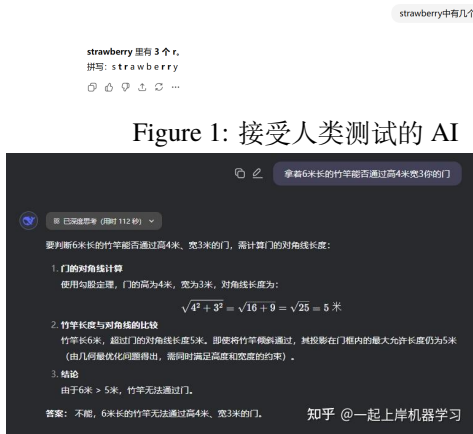 strawberry中有几个
strawberry 里有 3 个 r。
拼写：s t r a w b e r r y
Figure 1: 接受人类测试的 AI
拿着6米长的竹竿能否通过高4米宽3你的门
已深度思考（用时 112 秒）
要判断6米长的竹竿能否通过高4米、宽3米的门，需计算门的对角线长度：
1. 门的对角线计算
使用勾股定理，门的高为4米，宽为3米，对角线长度为：
√4² + 3² = √16 + 9 = √25 = 5 米
2. 竹竿长度与对角线的比较
竹竿长6米，超过门的对角线长度5米。即使将竹竿倾斜通过，其投影在门框内的最大允许长度仍为5米
（由几何最优化问题得出，需同时满足高度和宽度的约束）。
3. 结论
由于6米 > 5米，竹竿无法通过门。
答案： 不能，6米长的竹竿无法通过高4米、宽3米的门。
知乎 @一起上岸机器学习